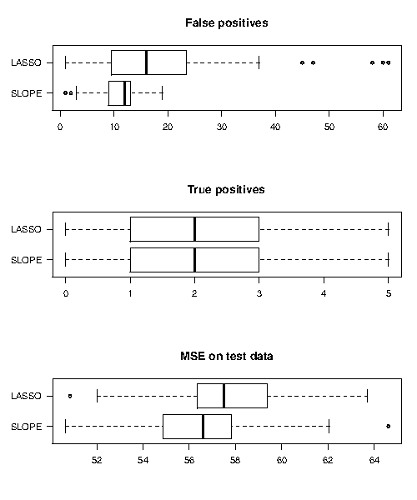 False positives
LASSO
SLOPE
0 10 20 30 40 50 60
True positives
LASSO
SLOPE
0 1 2 3 4 5
MSE on test data
LASSO
SLOPE
52 54 56 58 60 62 64